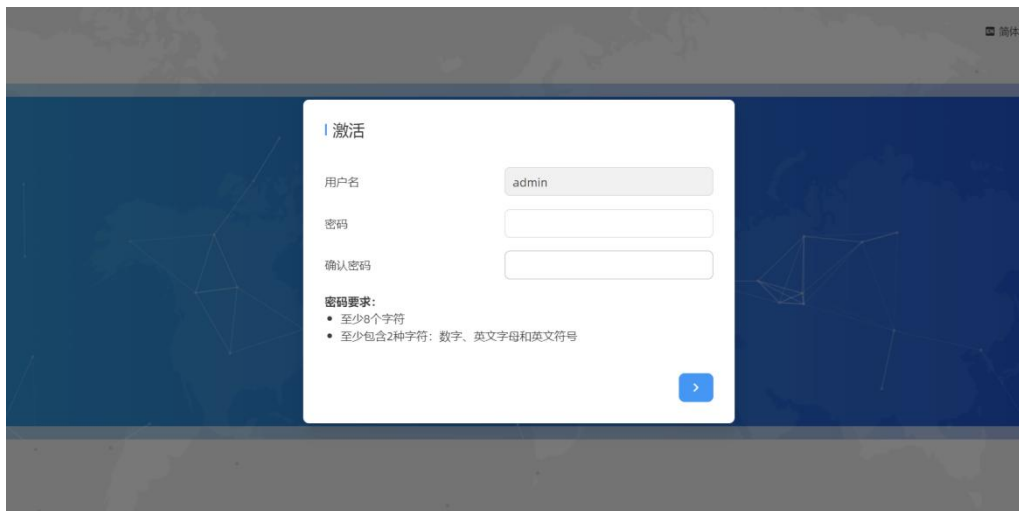 CN 简体
激活
用户名
admin
密码
确认密码
密码要求：
至少8个字符
至少包含2种字符：数字、英文字母和英文符号